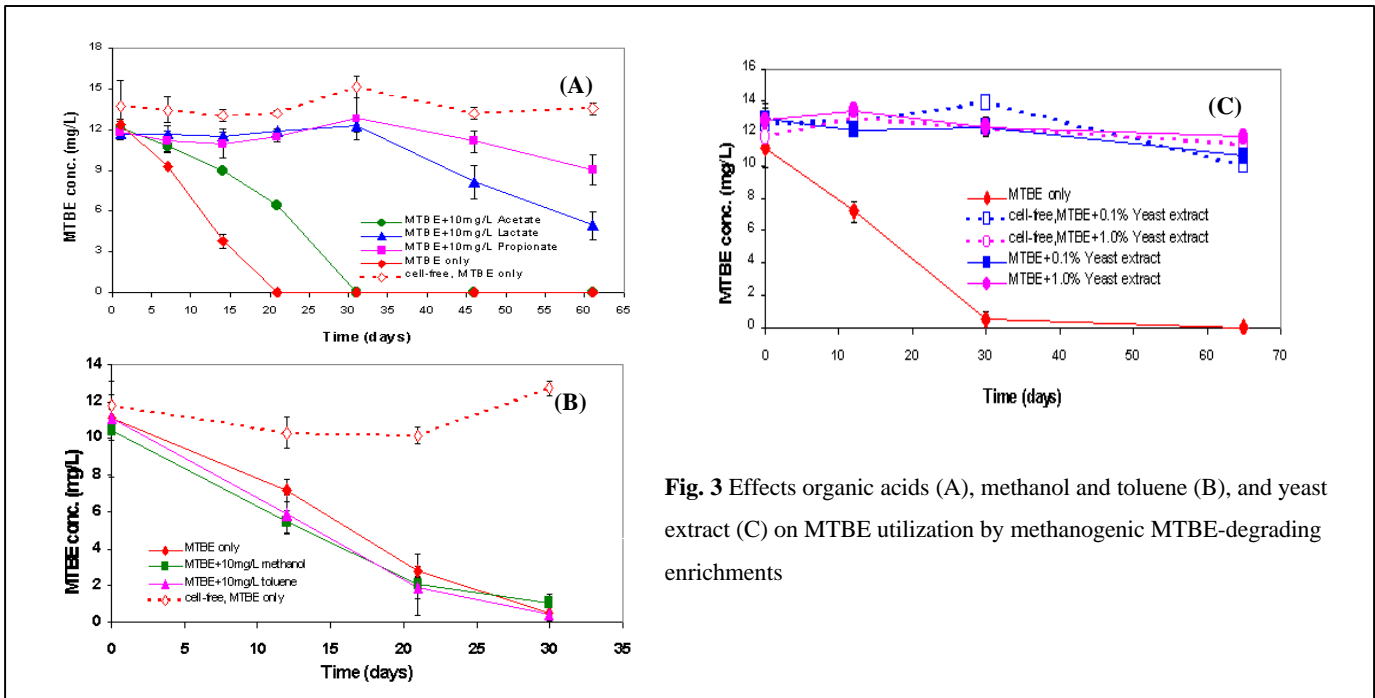 18
15
12
9
6
3
0
MTBE conc. (mg/L)
(A)
MTBE+10mg/L Acetate
MTBE+10mg/L Lactate
MTBE+10mg/L Propionate
MTBE only
cell-free, MTBE only
0 5 10 15 20 25 30 35 40 45 50 55 60 65
Time (days)
14
12
10
8
6
4
2
0
MTBE conc. (mg/L)
(B)
MTBE only
MTBE+10mg/L methanol
MTBE+10mg/L toluene
cell-free, MTBE only
0 5 10 15 20 25 30 35
Time (days)
16
14
12
10
8
6
4
2
0
MTBE conc. (mg/L)
(C)
MTBE only
cell-free,MTBE+0.1% Yeast extract
cell-free,MTBE+1.0% Yeast extract
MTBE+0.1% Yeast extract
MTBE+1.0% Yeast extract
0 10 20 30 40 50 60 70
Time (days)
Fig. 3 Effects organic acids (A), methanol and toluene (B), and yeast
extract (C) on MTBE utilization by methanogenic MTBE-degrading
enrichments